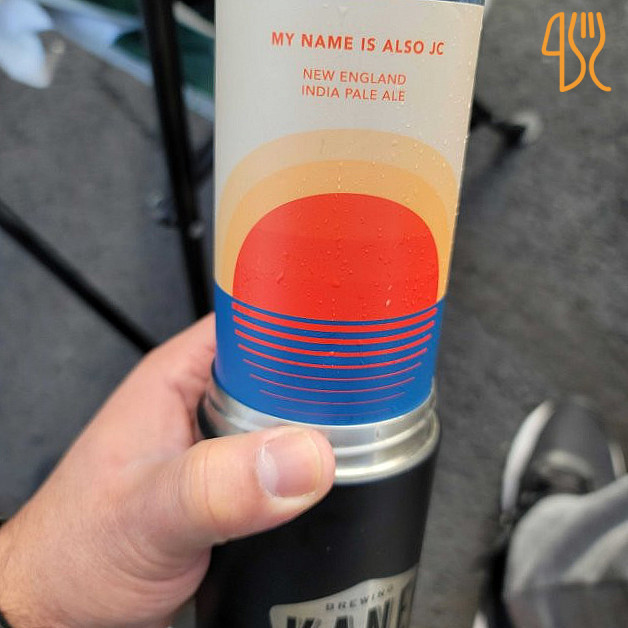 MY NAME IS ALSO JC
NEW ENGLAND
INDIA PALE ALE
BREWING